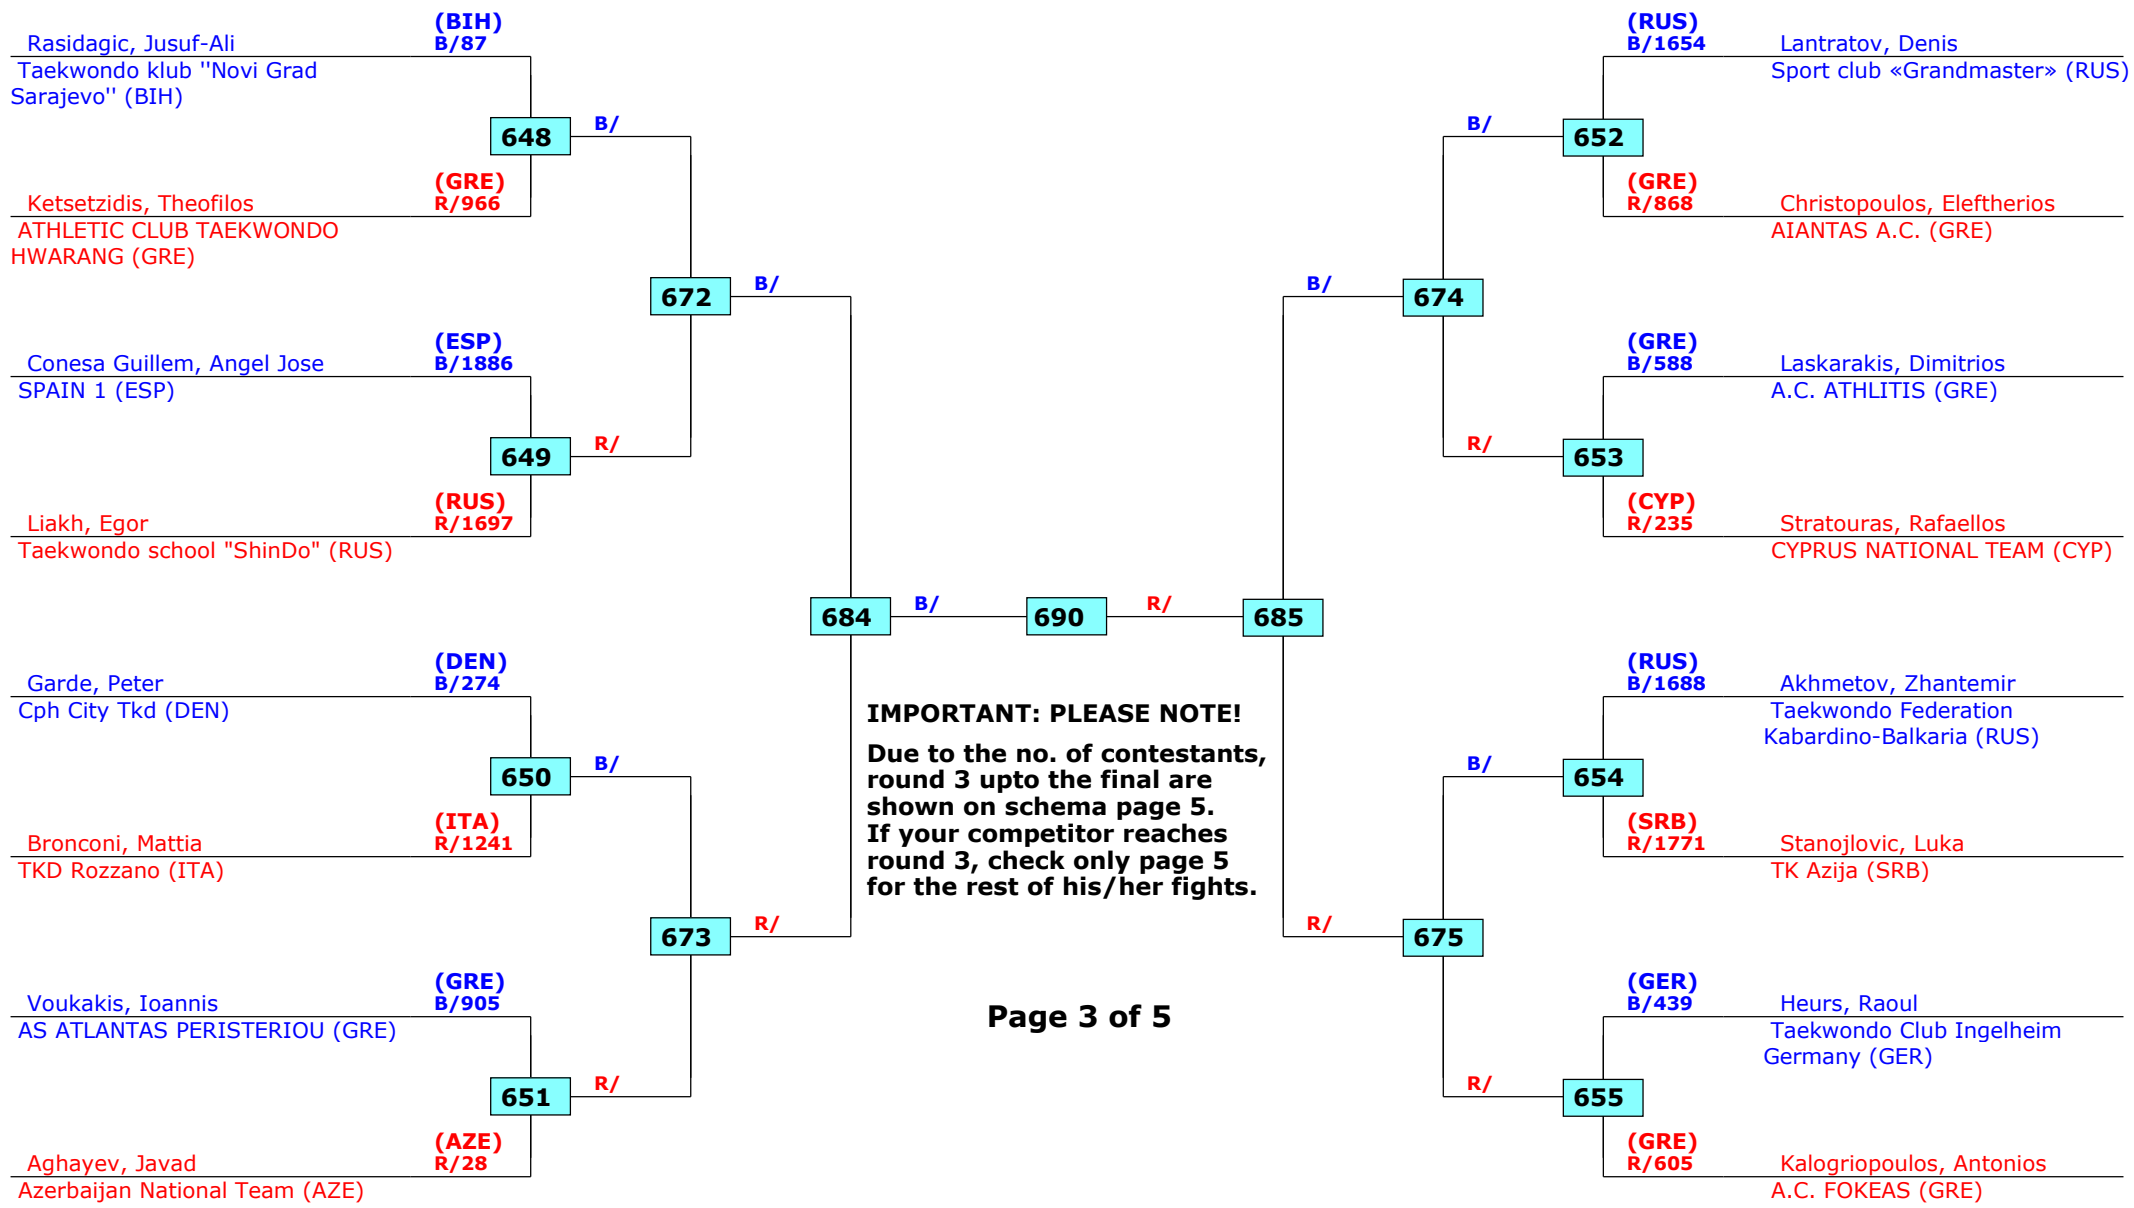 (BIH)
Rasidagic, Jusuf-Ali B/87
Taekwondo klub ''Novi Grad
Sarajevo'' (BIH)
648 B/
(GRE)
Ketsetzidis, Theofilos R/966
ATHLETIC CLUB TAEKWONDO
HWARANG (GRE)
672 B/
(ESP)
Conesa Guillem, Angel Jose B/1886
SPAIN 1 (ESP)
649 R/
(RUS)
Liakh, Egor R/1697
Taekwondo school "ShinDo" (RUS)
684 B/ 690 R/ 685
(DEN)
Garde, Peter B/274
Cph City Tkd (DEN)
650 B/
(ITA)
Bronconi, Mattia R/1241
TKD Rozzano (ITA)
673 R/
(GRE)
Voukakis, Ioannis B/905
AS ATLANTAS PERISTERIOU (GRE)
651 R/
(AZE)
Aghayev, Javad R/28
Azerbaijan National Team (AZE)
IMPORTANT: PLEASE NOTE!
Due to the no. of contestants,
round 3 upto the final are
shown on schema page 5.
If your competitor reaches
round 3, check only page 5
for the rest of his/her fights.
Page 3 of 5
(RUS)
B/1654 Lantratov, Denis
Sport club «Grandmaster» (RUS)
B/ 652
(GRE)
R/868 Christopoulos, Eleftherios
AIANTAS A.C. (GRE)
B/ 674
(GRE)
B/588 Laskarakis, Dimitrios
A.C. ATHLITIS (GRE)
R/ 653
(CYP)
R/235 Stratouras, Rafaellos
CYPRUS NATIONAL TEAM (CYP)
(RUS)
B/1688 Akhmetov, Zhantemir
Taekwondo Federation
Kabardino-Balkaria (RUS)
B/ 654
(SRB)
R/1771 Stanojlovic, Luka
TK Azija (SRB)
R/ 675
(GER)
B/439 Heurs, Raoul
Taekwondo Club Ingelheim
Germany (GER)
R/ 655
(GRE)
R/605 Kalogriopoulos, Antonios
A.C. FOKEAS (GRE)